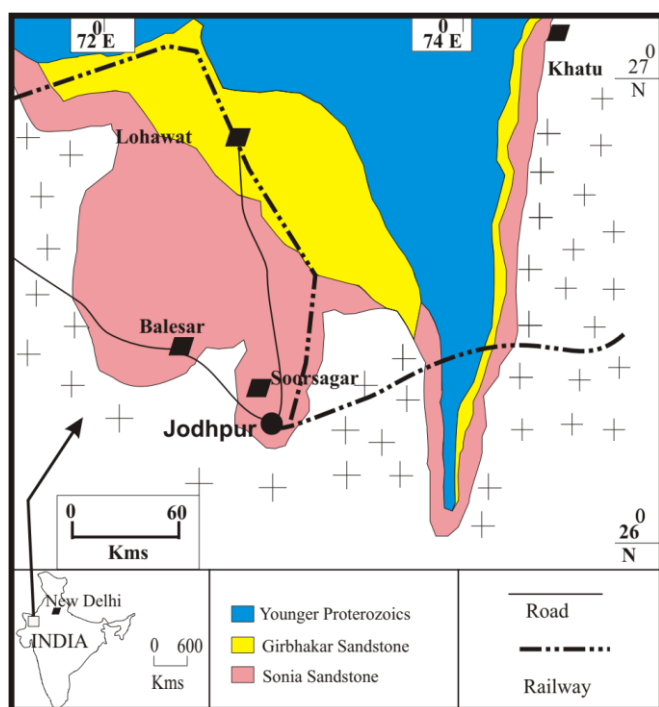 0
72 E
0
74 E
Khatu
0
27
N
Lohawat
Balesar
Soorsagar
Jodhpur
0 60
Kms
0
26
N
New Delhi
INDIA
0 600
Kms
Younger Proterozoics
Girbhakar Sandstone
Sonia Sandstone
Road
Railway